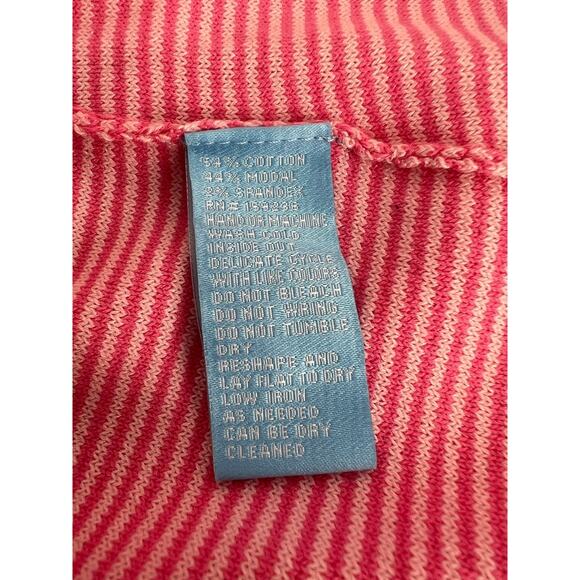 54% COTTON
44% MODAL
2% SPANDEX
RN# 159236
HAND OR MACHINE
WASH COLD
INSIDE OUT
DELICATE CYCLE
WITH LIKE COLORS
DO NOT BLEACH
DO NOT WRING
DO NOT TUMBLE
DRY
RESHAPE AND
LAY FLAT TO DRY
LOW IRON
AS NEEDED
CAN BE DRY
CLEANED